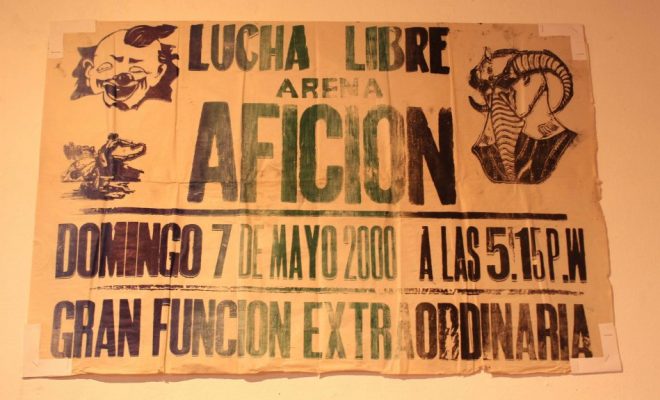 LUCHA LIBRE
ARENA
AFICION
DOMINGO 7 DE MAYO 2000 A LAS 5.15 P.W
GRAN FUNCION EXTRAORDINARIA